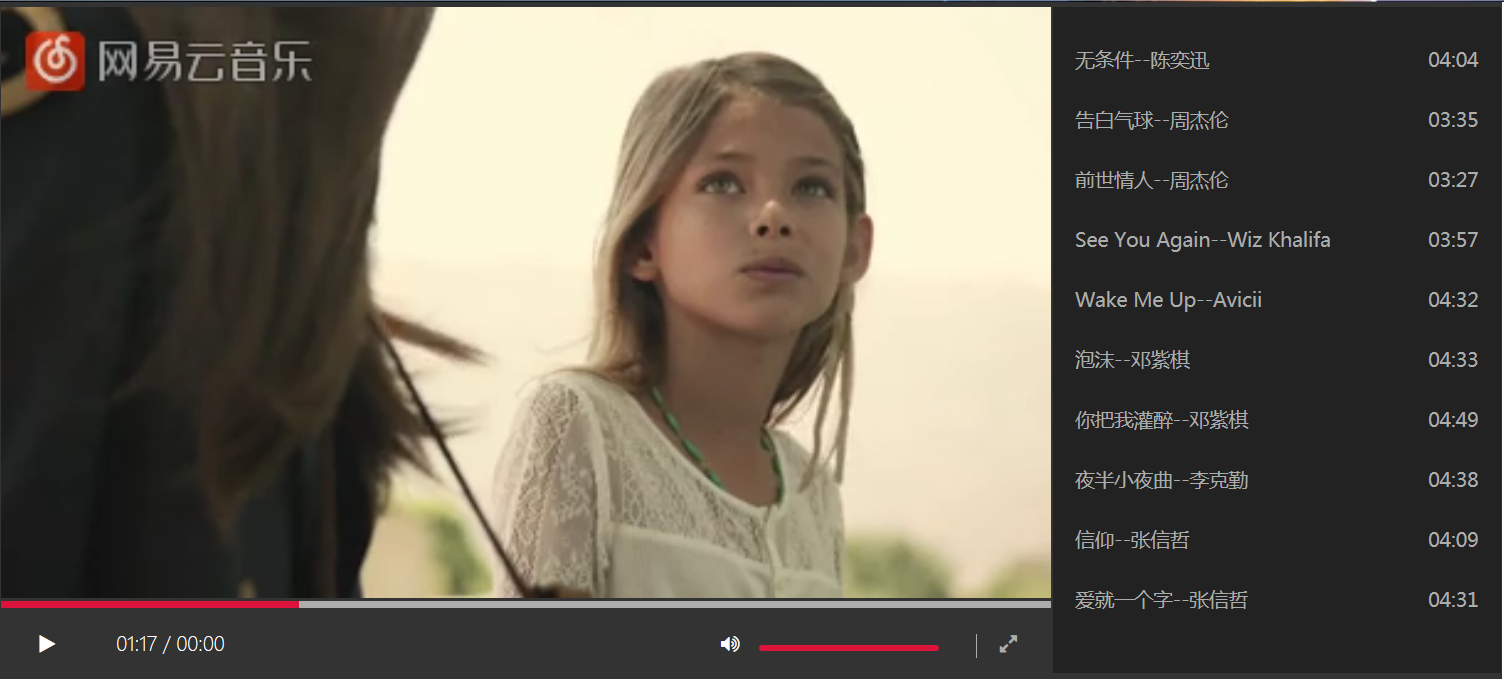 网易云音乐
无条件--陈奕迅 04:04
告白气球--周杰伦 03:35
前世情人--周杰伦 03:27
See You Again--Wiz Khalifa 03:57
Wake Me Up--Avicii 04:32
泡沫--邓紫棋 04:33
你把我灌醉--邓紫棋 04:49
夜半小夜曲--李克勤 04:38
信仰--张信哲 04:09
爱就一个字--张信哲 04:31
01:17 / 00:00